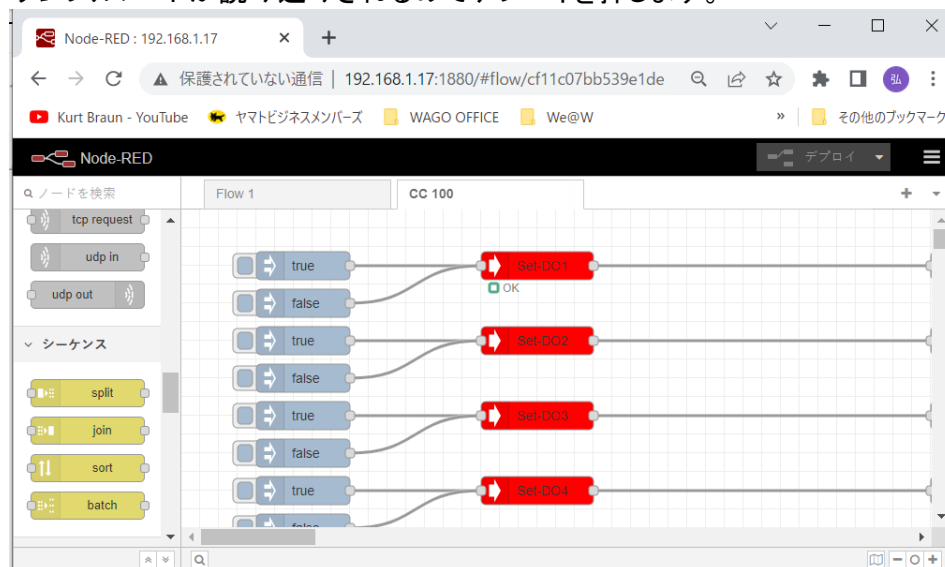 Node-RED : 192.168.1.17
保護されていない通信 | 192.168.1.17:1880/#flow/cf11c07bb539e1de
弘
Kurt Braun - YouTube
ヤマトビジネスメンバーズ
WAGO OFFICE
We@W
»
その他のブックマーク
Node-RED
デプロイ
ノードを検索
Flow 1
CC 100
tcp request
udp in
udp out
シーケンス
split
join
sort
batch
true
Set-DO1
OK
false
true
Set-DO2
false
true
Set-DO3
false
true
Set-DO4
false